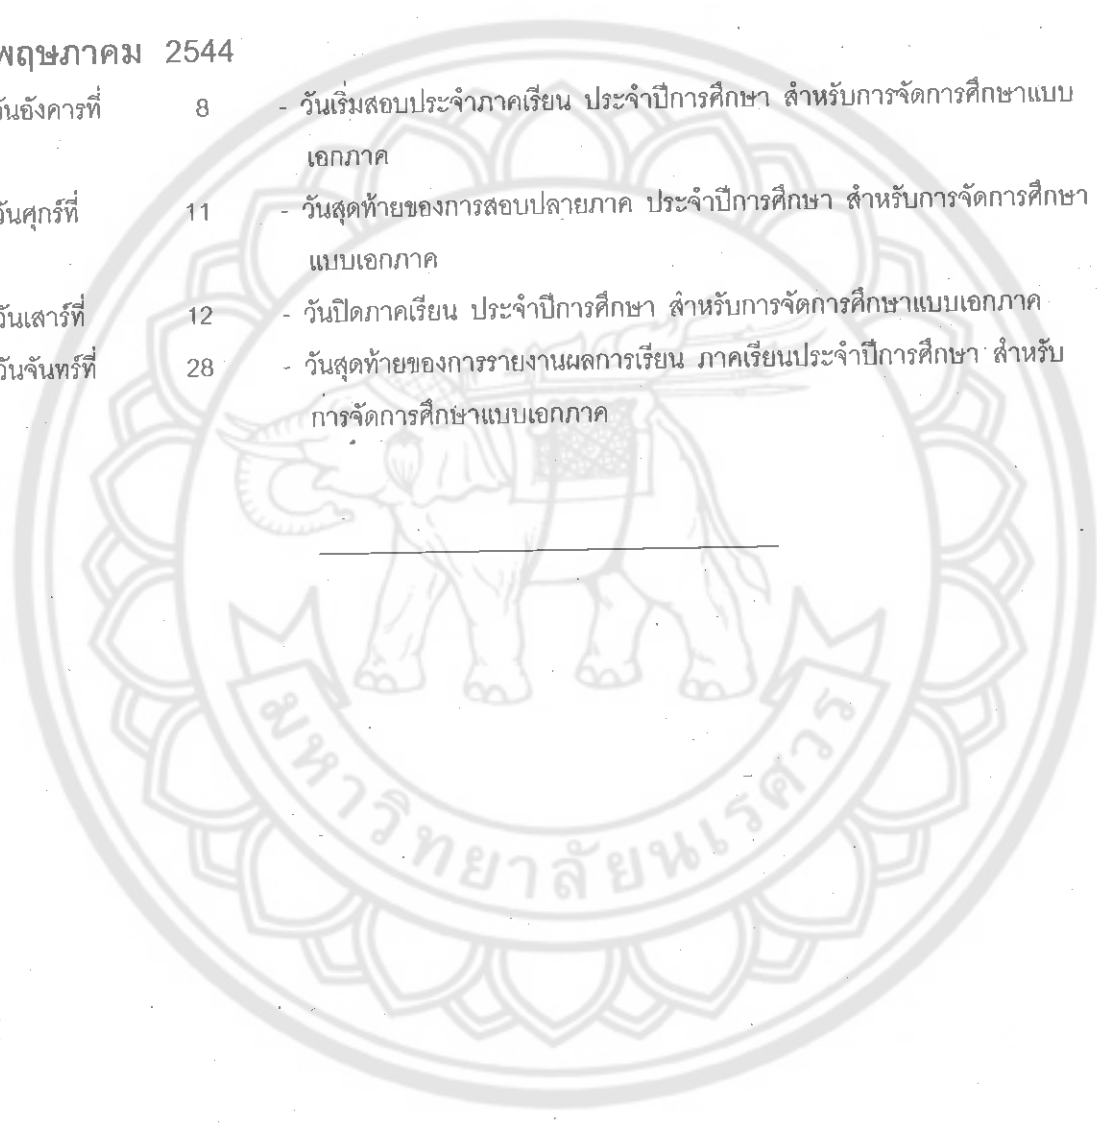 พฤษภาคม 2544
วันอังคารที่ 8 - วันเริ่มสอบประจำภาคเรียน ประจำปีการศึกษา สำหรับการจัดการศึกษาแบบ
เอกภาค
วันศุกร์ที่ 11 - วันสุดท้ายของการสอบปลายภาค ประจำปีการศึกษา สำหรับการจัดการศึกษา
แบบเอกภาค
วันเสาร์ที่ 12 - วันปิดภาคเรียน ประจำปีการศึกษา สำหรับการจัดการศึกษาแบบเอกภาค
วันจันทร์ที่ 28 - วันสุดท้ายของการรายงานผลการเรียน ภาคเรียนประจำปีการศึกษา สำหรับ
การจัดการศึกษาแบบเอกภาค
มหาวิทยาลัยนเรศวร